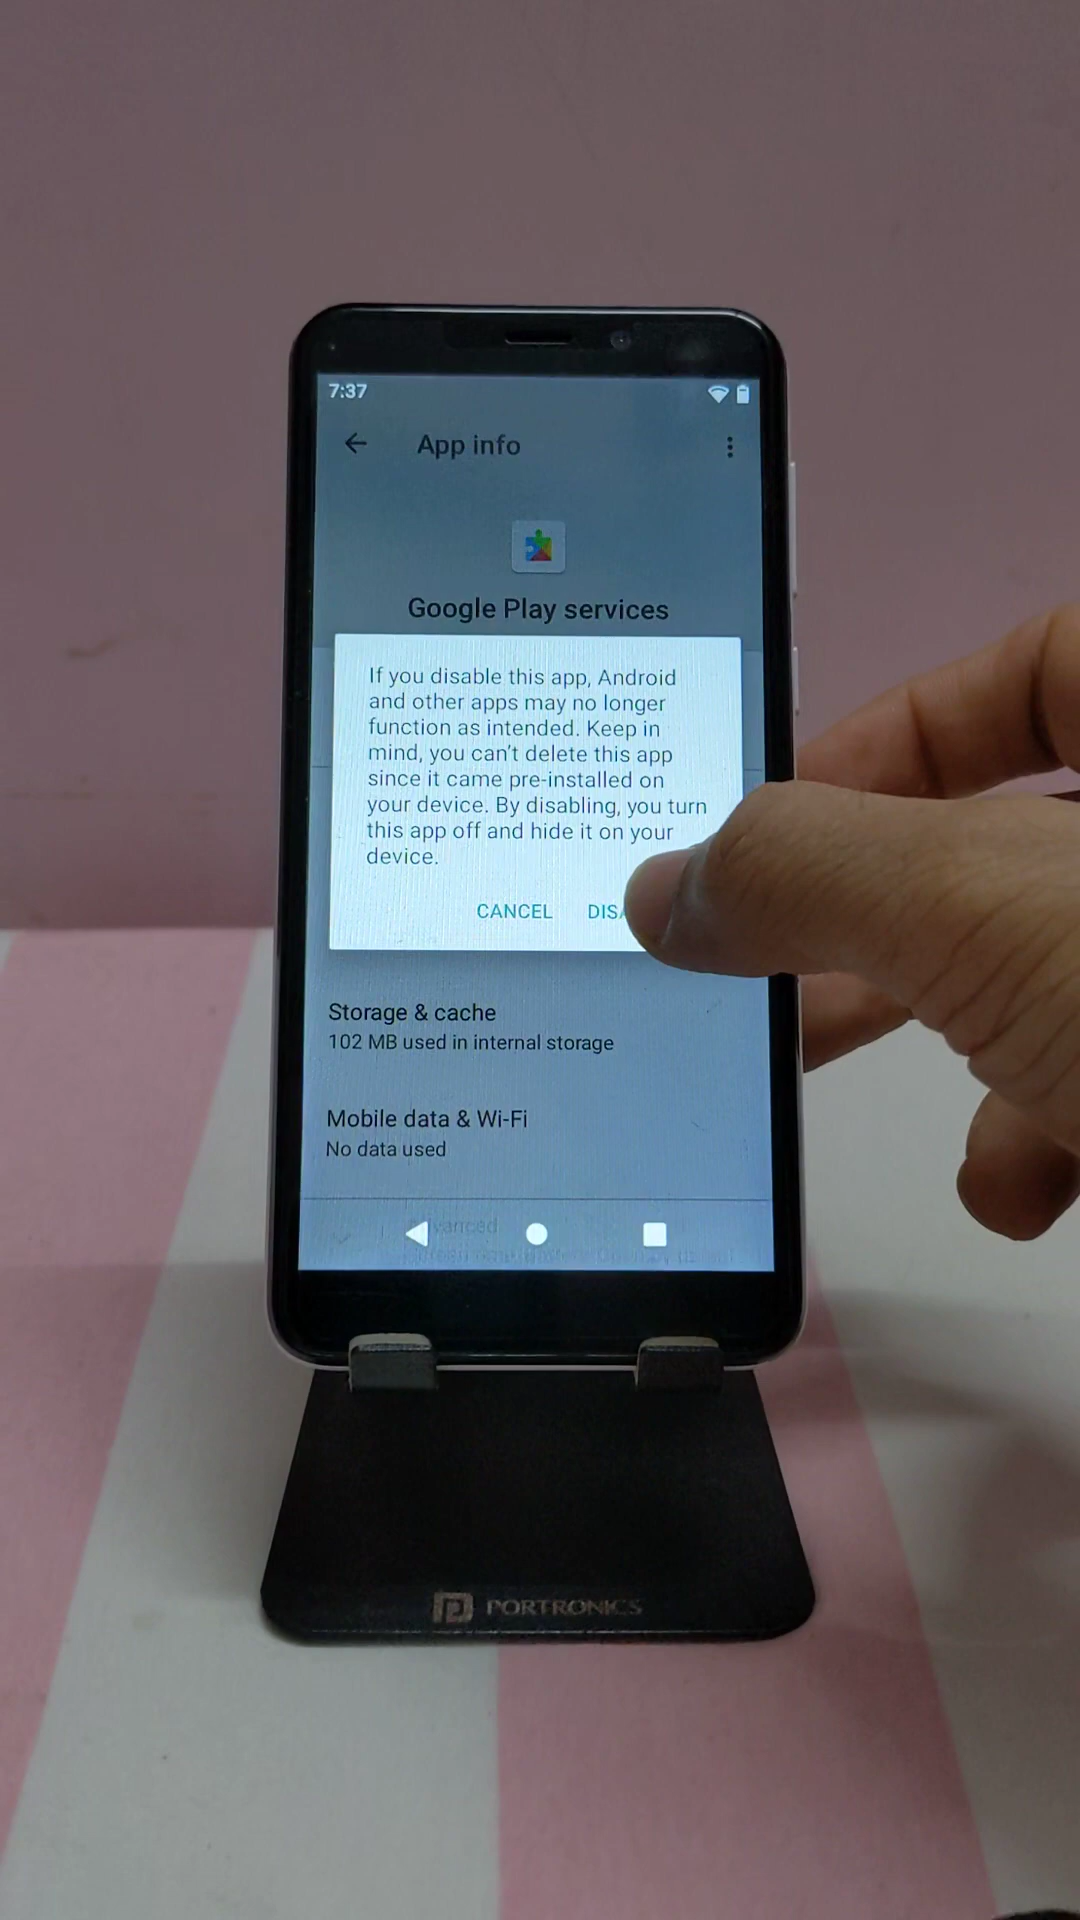 7:37
App info
Google Play services
If you disable this app, Android
and other apps may no longer
function as intended. Keep in
mind, you can't delete this app
since it came pre-installed on
your device. By disabling, you turn
this app off and hide it on your
device.
CANCEL DISA
Storage & cache
102 MB used in internal storage
Mobile data & Wi-Fi
No data used
Advanced
PORTRONICS